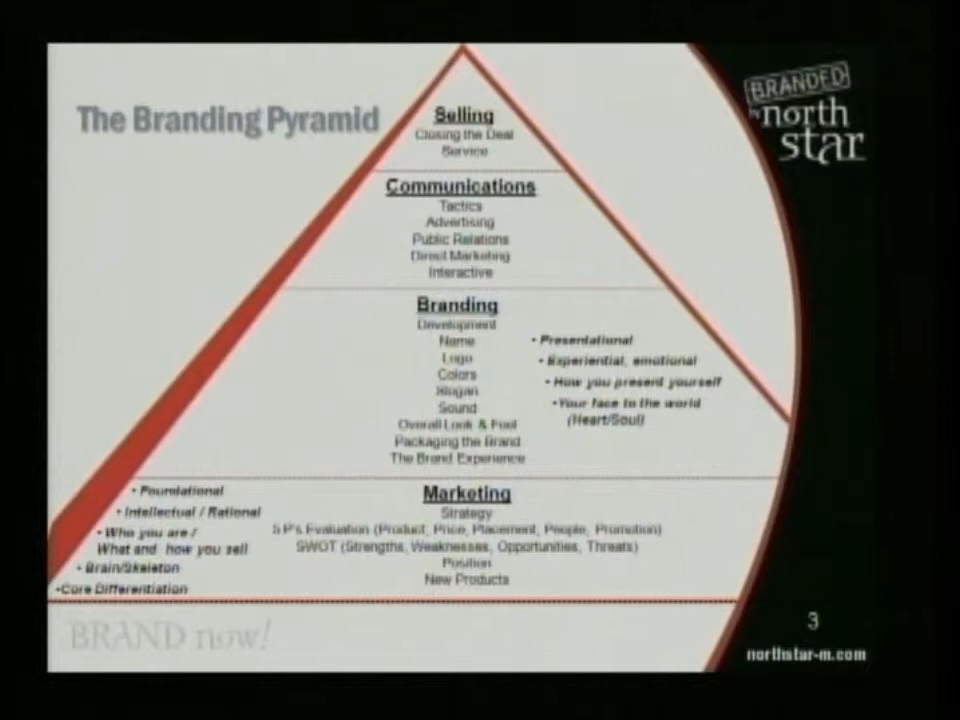 The Branding Pyramid
BRANDED
by north
star
Selling
Closing the Deal
Service
Communications
Tactics
Advertising
Public Relations
Direct Marketing
Interactive
Branding
Development
Name
Logo
Colors
Slogan
Sound
Overall Look & Feel
Packaging the Brand
The Brand Experience
• Presentational
• Experiential, emotional
• How you present yourself
• Your face to the world
(Heart/Soul)
Marketing
Strategy
5 P's Evaluation (Product, Price, Placement, People, Promotion)
SWOT (Strengths, Weaknesses, Opportunities, Threats)
Position
New Products
• Foundational
• Intellectual / Rational
• Who you are /
What and how you sell
• Brain/Skeleton
• Core Differentiation
BRAND now!
3
northstar-m.com